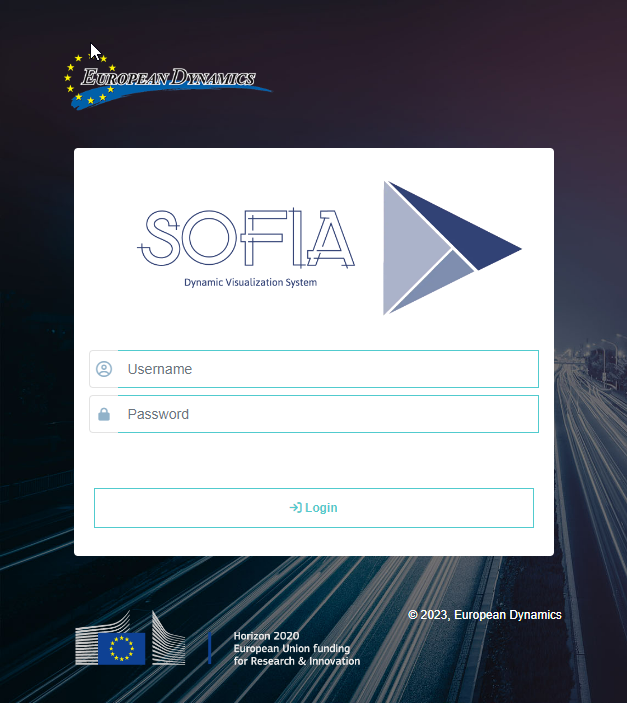 EUROPEAN DYNAMICS
SOFIA
Dynamic Visualization System
Username
Password
Login
© 2023, European Dynamics
Horizon 2020
European Union funding
for Research & Innovation